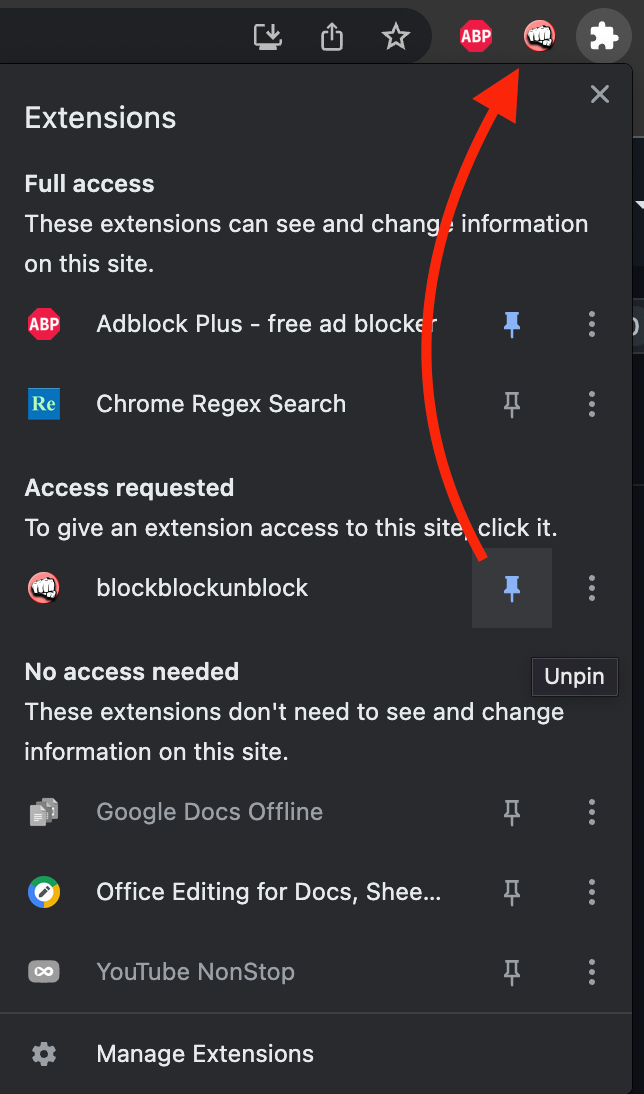 ABP
Extensions
Full access
These extensions can see and change information
on this site.
ABP Adblock Plus - free ad blocker
Re Chrome Regex Search
Access requested
To give an extension access to this site, click it.
blockblockunblock
Unpin
No access needed
These extensions don't need to see and change
information on this site.
Google Docs Offline
Office Editing for Docs, Shee...
YouTube NonStop
Manage Extensions